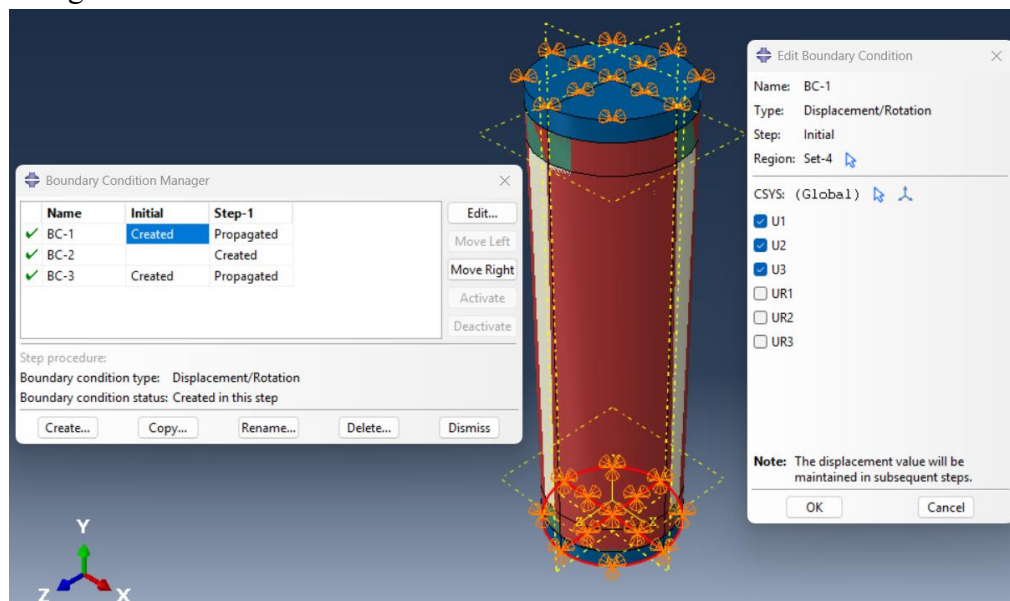 Boundary Condition Manager
Name Initial Step-1
BC-1 Created Propagated
BC-2 Created
BC-3 Created Propagated
Edit...
Move Left
Move Right
Activate
Deactivate
Step procedure:
Boundary condition type: Displacement/Rotation
Boundary condition status: Created in this step
Create... Copy... Rename... Delete... Dismiss
Edit Boundary Condition
Name: BC-1
Type: Displacement/Rotation
Step: Initial
Region: Set-4
CSYS: (Global)
U1
U2
U3
UR1
UR2
UR3
Note: The displacement value will be
maintained in subsequent steps.
OK Cancel
Y
Z X
Y
Z X